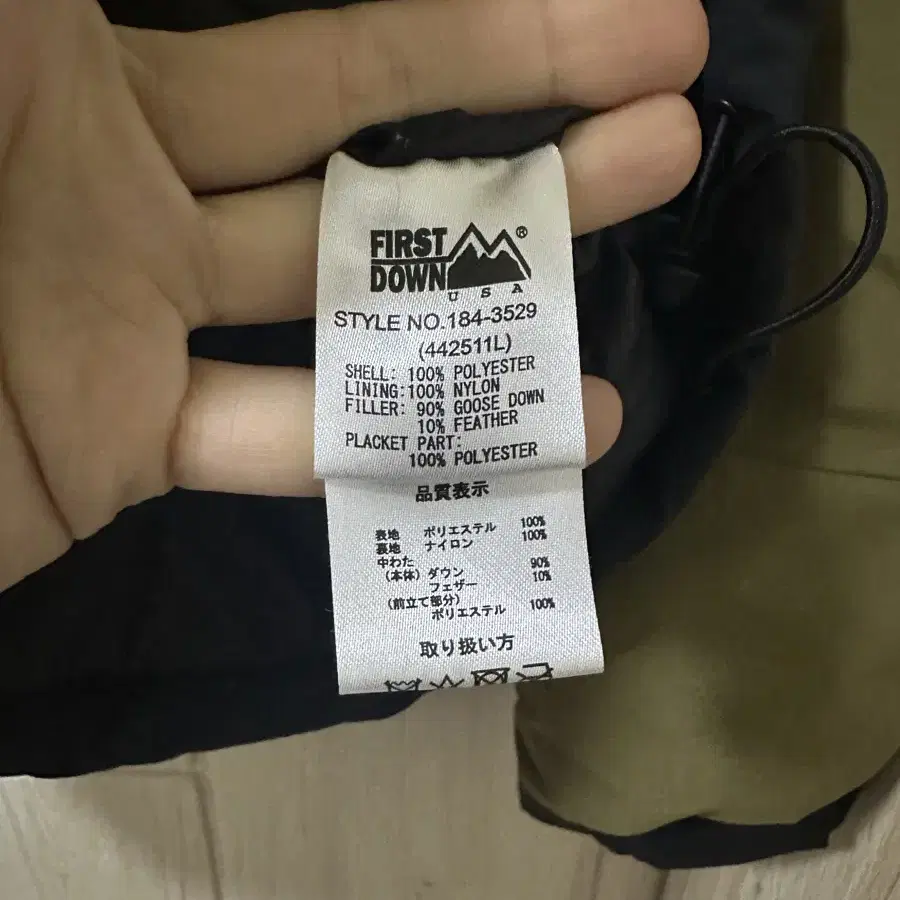 FIRST
DOWN
USA
®
STYLE NO.184-3529
(442511L)
SHELL: 100% POLYESTER
LINING:100% NYLON
FILLER: 90% GOOSE DOWN
10% FEATHER
PLACKET PART:
100% POLYESTER
品質表示
表地 ポリエステル 100%
裏地 ナイロン 100%
中わた
(本体) ダウン 90%
フェザー 10%
(前立て部分)
ポリエステル 100%
取り扱い方